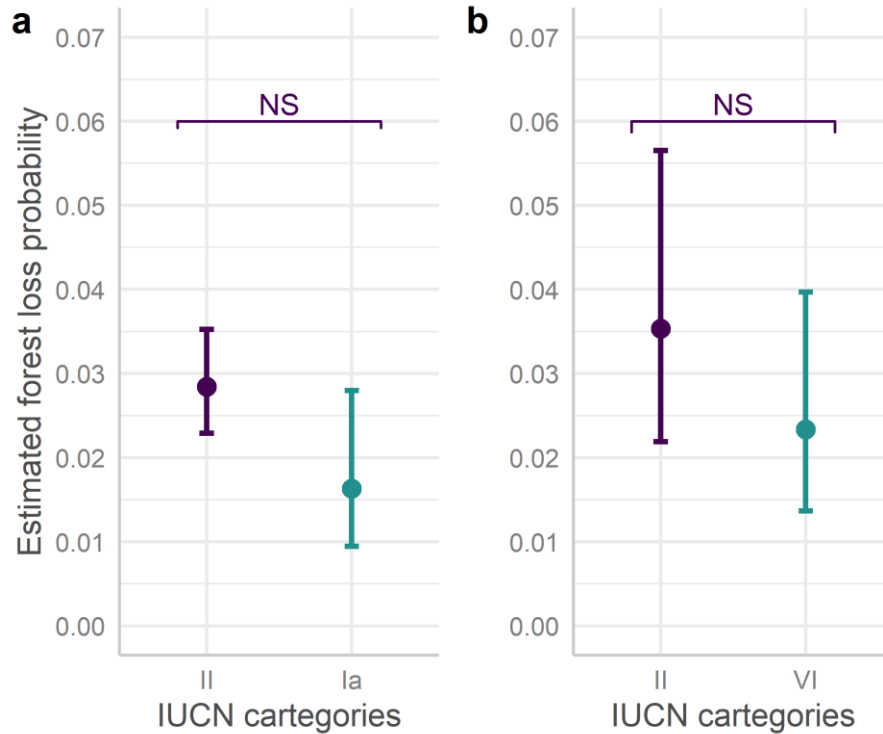 a
Estimated forest loss probability
0.07
0.06
0.05
0.04
0.03
0.02
0.01
0.00
NS
II Ia
IUCN cartegories
b
0.07
0.06
0.05
0.04
0.03
0.02
0.01
0.00
NS
II VI
IUCN cartegories